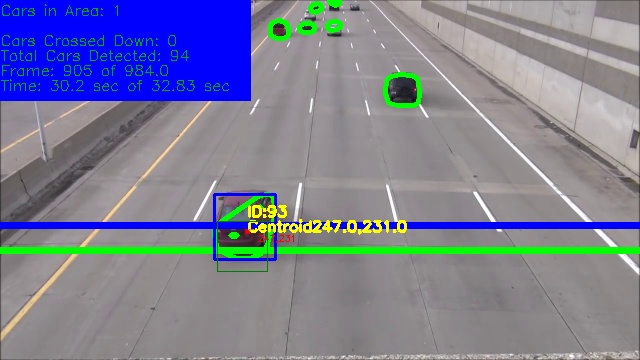 Cars in Area: 1
Cars Crossed Down: 0
Total Cars Detected: 94
Frame: 905 of 984.0
Time: 30.2 sec of 32.83 sec
ID:93
Centroid247.0,231.0